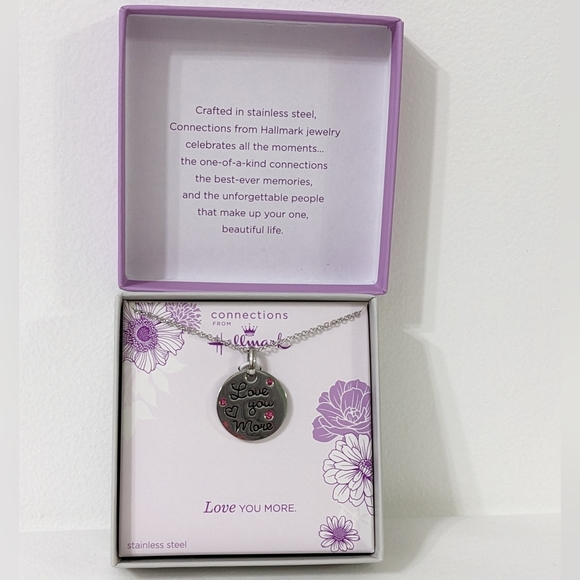 Crafted in stainless steel,
Connections from Hallmark jewelry
celebrates all the moments...
the one-of-a-kind connections
the best-ever memories,
and the unforgettable people
that make up your one,
beautiful life.
connections
FROM
Hallmark
Love
you
More
Love YOU MORE.
stainless steel